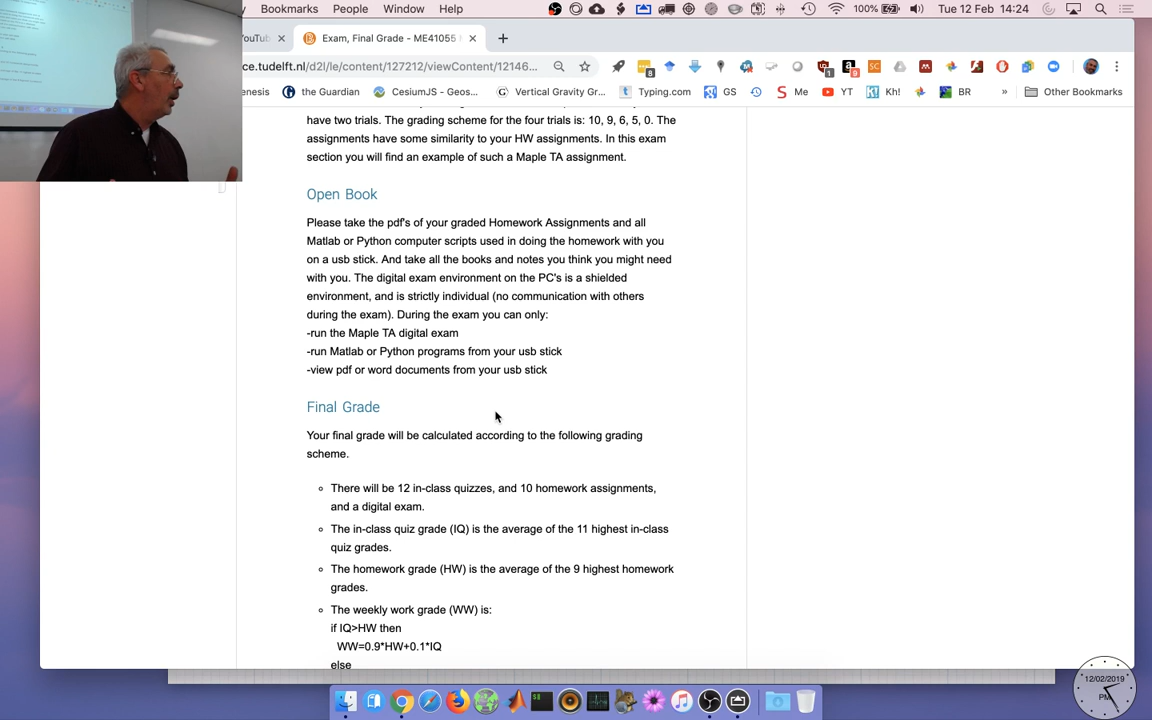 Bookmarks People Window Help 100% Tue 12 Feb 14:24
YouTub Exam, Final Grade - ME41055
ce.tudelft.nl/d2l/le/content/127212/viewContent/12146...
enesis the Guardian CesiumJS - Geos... Vertical Gravity Gr... Typing.com GS Me YT Kh! BR » Other Bookmarks
have two trials. The grading scheme for the four trials is: 10, 9, 6, 5, 0. The
assignments have some similarity to your HW assignments. In this exam
section you will find an example of such a Maple TA assignment.
Open Book
Please take the pdf's of your graded Homework Assignments and all
Matlab or Python computer scripts used in doing the homework with you
on a usb stick. And take all the books and notes you think you might need
with you. The digital exam environment on the PC's is a shielded
environment, and is strictly individual (no communication with others
during the exam). During the exam you can only:
-run the Maple TA digital exam
-run Matlab or Python programs from your usb stick
-view pdf or word documents from your usb stick
Final Grade
Your final grade will be calculated according to the following grading
scheme.
There will be 12 in-class quizzes, and 10 homework assignments,
and a digital exam.
The in-class quiz grade (IQ) is the average of the 11 highest in-class
quiz grades.
The homework grade (HW) is the average of the 9 highest homework
grades.
The weekly work grade (WW) is:
if IQ>HW then
WW=0.9*HW+0.1*IQ
else
12/02/2019
PM